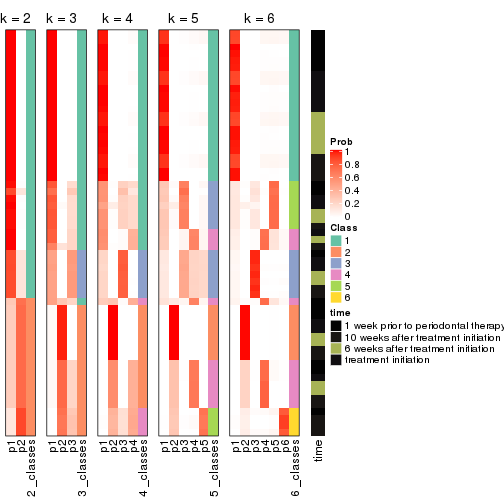 k = 2
k = 3
k = 4
k = 5
k = 6
p1
p2
2_classes
p1
p2
p3
3_classes
p1
p2
p3
p4
4_classes
p1
p2
p3
p4
p5
5_classes
p1
p2
p3
p4
p5
p6
6_classes
time
Prob
1
0.8
0.6
0.4
0.2
0
Class
1
2
3
4
5
6
time
1 week prior to periodontal therapy
10 weeks after treatment initiation
6 weeks after treatment initiation
treatment initiation